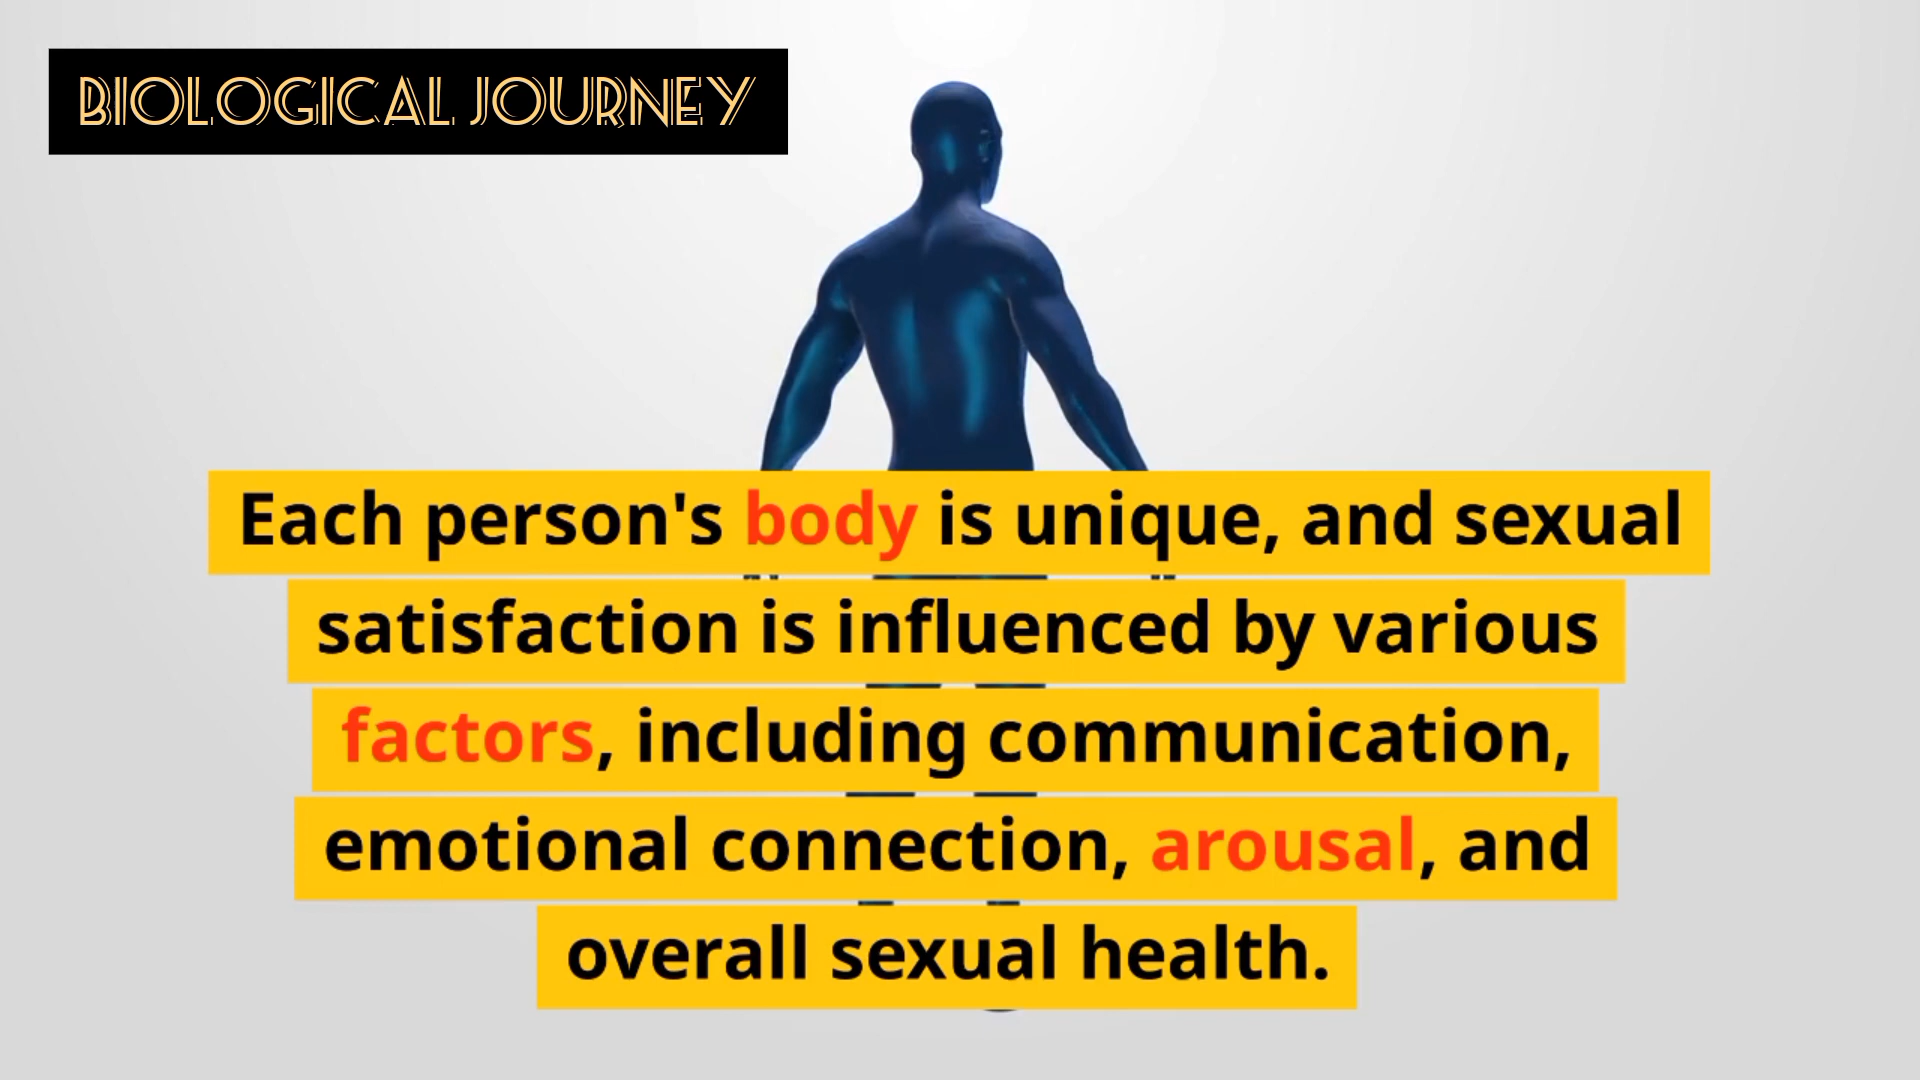 BIOLOGICAL JOURNEY
Each person's body is unique, and sexual
satisfaction is influenced by various
factors, including communication,
emotional connection, arousal, and
overall sexual health.